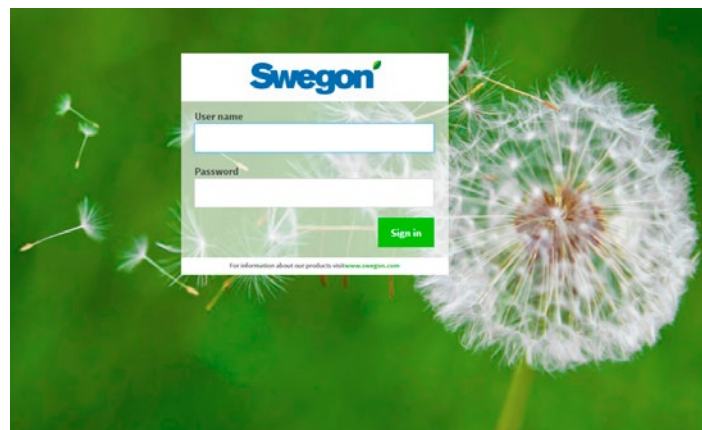 Swegon
User name
Password
Sign in
For information about our products visitwww.swegon.com